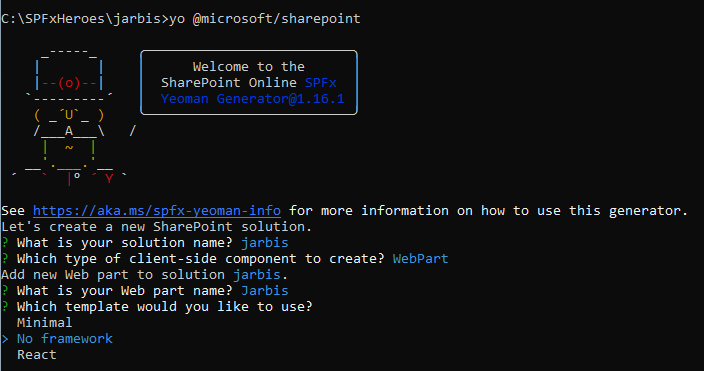 C:\SPFxHeroes\jarbis>yo @microsoft/sharepoint
Welcome to the
SharePoint Online SPFx
Yeoman Generator@1.16.1
See https://aka.ms/spfx-yeoman-info for more information on how to use this generator.
Let's create a new SharePoint solution.
? What is your solution name? jarbis
? Which type of client-side component to create? WebPart
Add new Web part to solution jarbis.
? What is your Web part name? Jarbis
? Which template would you like to use?
Minimal
> No framework
React